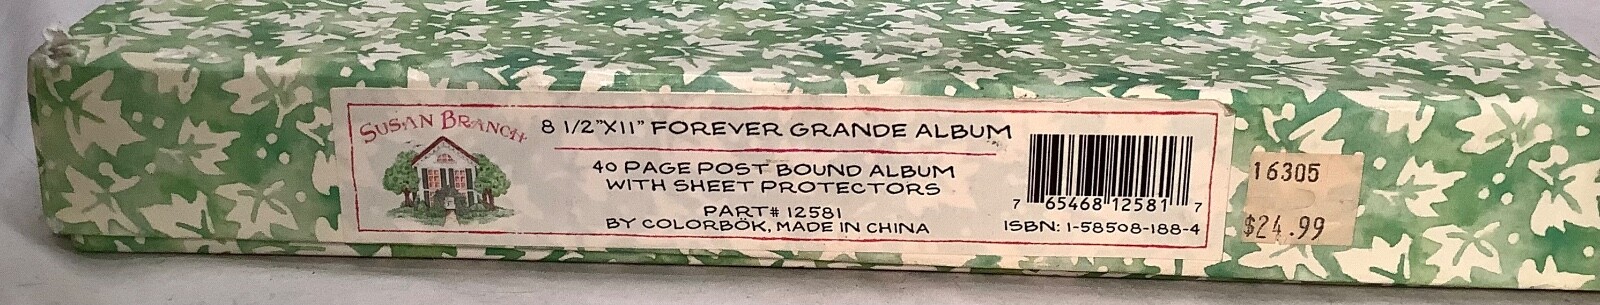 SUSAN BRANCH
8 1/2"X11" FOREVER GRANDE ALBUM
40 PAGE POST BOUND ALBUM
WITH SHEET PROTECTORS
PART# 12581
BY COLORBÖK, MADE IN CHINA
7 65468 12581 7
ISBN: 1-58508-188-4
16305
$24.99